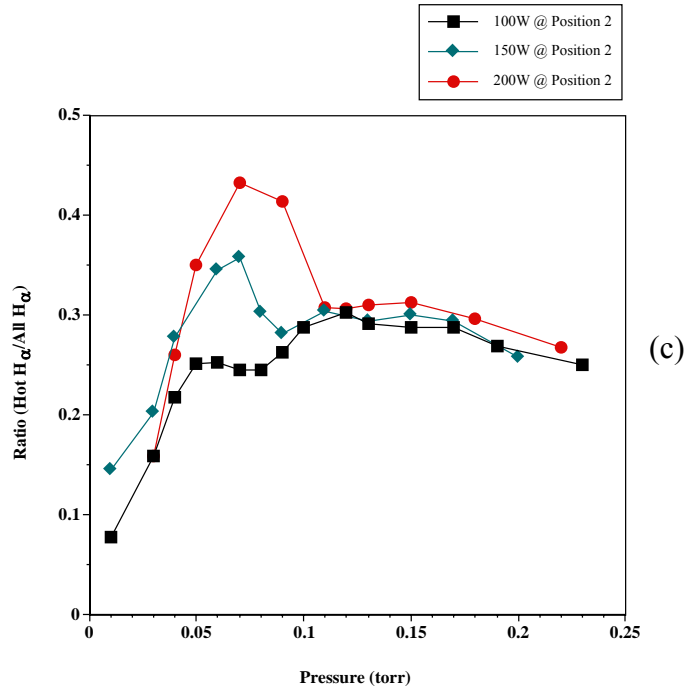 100W @ Position 2
150W @ Position 2
200W @ Position 2
0.5
0.4
0.3
0.2
0.1
0
Ratio (Hot Hα/All Hα)
(c)
0 0.05 0.1 0.15 0.2 0.25
Pressure (torr)